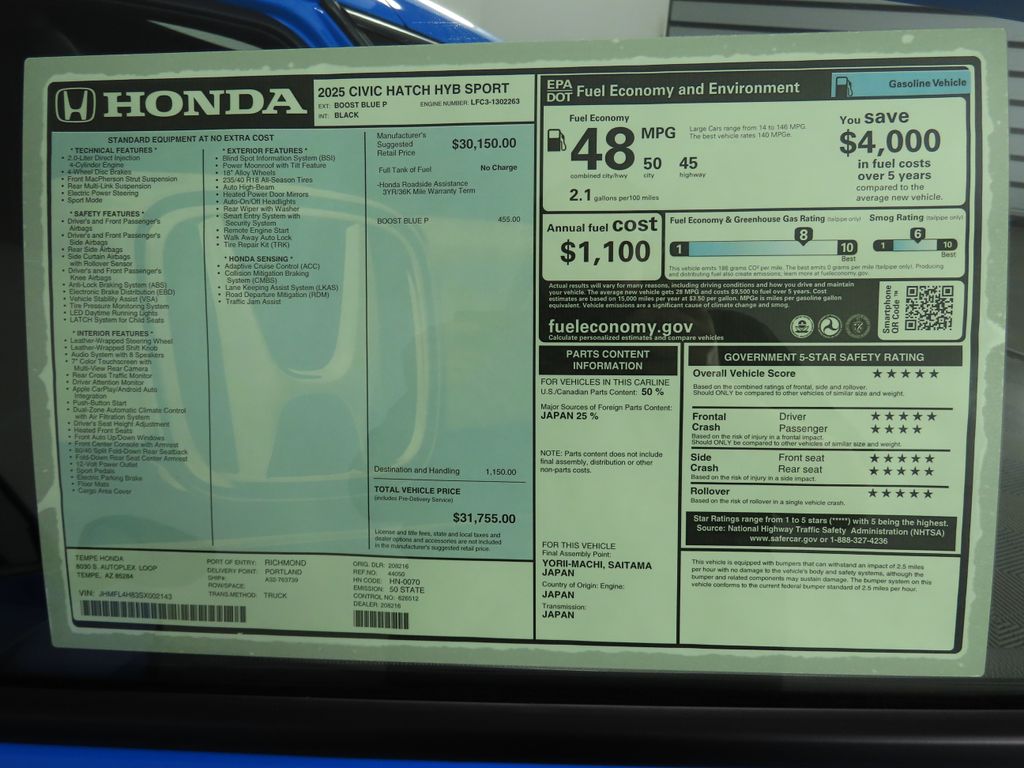 HONDA
2025 CIVIC HATCH HYB SPORT
EXT: BOOST BLUE P ENGINE NUMBER: LFC3-1302263
INT: BLACK
STANDARD EQUIPMENT AT NO EXTRA COST
* TECHNICAL FEATURES *
• 2.0-Liter Direct Injection
4-Cylinder Engine
• 4-Wheel Disc Brakes
• Front MacPherson Strut Suspension
• Rear Multi-Link Suspension
• Electric Power Steering
• Sport Mode
* SAFETY FEATURES *
• Driver's and Front Passenger's
Airbags
• Driver's and Front Passenger's
Side Airbags
• Rear Side Airbags
• Side Curtain Airbags
with Rollover Sensor
• Driver's and Front Passenger's
Knee Airbags
• Anti-Lock Braking System (ABS)
• Electronic Brake Distribution (EBD)
• Vehicle Stability Assist (VSA)
• Tire Pressure Monitoring System
• LED Daytime Running Lights
• LATCH System for Child Seats
* INTERIOR FEATURES *
• Leather-Wrapped Steering Wheel
• Leather-Wrapped Shift Knob
• Audio System with 8 Speakers
• 7" Color Touchscreen with
Multi-View Rear Camera
• Rear Cross Traffic Monitor
• Driver Attention Monitor
• Apple CarPlay/Android Auto
Integration
• Push-Button Start
• Dual-Zone Automatic Climate Control
with Air Filtration System
• Driver's Seat Height Adjustment
• Heated Front Seats
• Front Auto Up/Down Windows
• Front Center Console with Armrest
• 60/40 Split Fold-Down Rear Seatback
• Fold-Down Rear Seat Center Armrest
• 12-Volt Power Outlet
• Sport Pedals
• Electric Parking Brake
• Floor Mats
• Cargo Area Cover
* EXTERIOR FEATURES *
• Blind Spot Information System (BSI)
• Power Moonroof with Tilt Feature
• 18" Alloy Wheels
• 235/40 R18 All-Season Tires
• Auto High-Beam
• Heated Power Door Mirrors
• Auto-On/Off Headlights
• Rear Wiper with Washer
• Smart Entry System with
Security System
• Remote Engine Start
• Walk Away Auto Lock
• Tire Repair Kit (TRK)
* HONDA SENSING *
• Adaptive Cruise Control (ACC)
• Collision Mitigation Braking
System (CMBS)
• Lane Keeping Assist System (LKAS)
• Road Departure Mitigation (RDM)
• Traffic Jam Assist
Manufacturer's
Suggested
Retail Price $30,150.00
Full Tank of Fuel No Charge
-Honda Roadside Assistance
3YR/36K Mile Warranty Term
BOOST BLUE P 455.00
Destination and Handling 1,150.00
TOTAL VEHICLE PRICE
(includes Pre-Delivery Service)
$31,755.00
License and title fees, state and local taxes and
dealer options and accessories are not included
in the manufacturer's suggested retail price.
TEMPE HONDA
8030 S. AUTOPLEX LOOP
TEMPE, AZ 85284
VIN: JHMFL4H83SX002143
PORT OF ENTRY: RICHMOND
DELIVERY POINT: PORTLAND
SHIP#: A32-763739
ROW/SPACE:
TRANS.METHOD: TRUCK
ORIG. DLR: 208216
REF NO.: 44050
HN CODE: HN-0070
EMISSION: 50 STATE
CONTROL NO: 626512
DEALER: 208216
EPA
DOT Fuel Economy and Environment
Gasoline Vehicle
Fuel Economy
48 MPG
combined city/hwy
50 city
45 highway
2.1 gallons per100 miles
Large Cars range from 14 to 146 MPG.
The best vehicle rates 140 MPGe.
You save
$4,000
in fuel costs
over 5 years
compared to the
average new vehicle.
Annual fuel cost
$1,100
Fuel Economy & Greenhouse Gas Rating (tailpipe only)
1 8 10
Best
Smog Rating (tailpipe only)
1 6 10
Best
This vehicle emits 186 grams CO² per mile. The best emits 0 grams per mile (tailpipe only). Producing
and distributing fuel also create emissions, learn more at fueleconomy.gov.
Actual results will vary for many reasons, including driving conditions and how you drive and maintain
your vehicle. The average new vehicle gets 28 MPG and costs $9,500 to fuel over 5 years. Cost
estimates are based on 15,000 miles per year at $3.50 per gallon. MPGe is miles per gasoline gallon
equivalent. Vehicle emissions are a significant cause of climate change and smog.
fueleconomy.gov
Calculate personalized estimates and compare vehicles
Smartphone
QR Code™
PARTS CONTENT
INFORMATION
FOR VEHICLES IN THIS CARLINE
U.S./Canadian Parts Content: 50 %
Major Sources of Foreign Parts Content:
JAPAN 25 %
NOTE: Parts content does not include
final assembly, distribution or other
non-parts costs.
FOR THIS VEHICLE
Final Assembly Point:
YORII-MACHI, SAITAMA
JAPAN
Country of Origin: Engine:
JAPAN
Transmission:
JAPAN
GOVERNMENT 5-STAR SAFETY RATING
Overall Vehicle Score ★★★★★
Based on the combined ratings of frontal, side and rollover.
Should ONLY be compared to other vehicles of similar size and weight.
Frontal Driver ★★★★★
Crash Passenger ★★★★
Based on the risk of injury in a frontal impact.
Should ONLY be compared to other vehicles of similar size and weight.
Side Front seat ★★★★★
Crash Rear seat ★★★★★
Based on the risk of injury in a side impact.
Rollover ★★★★★
Based on the risk of rollover in a single vehicle crash.
Star Ratings range from 1 to 5 stars (*****) with 5 being the highest.
Source: National Highway Traffic Safety Administration (NHTSA)
www.safercar.gov or 1-888-327-4236
This vehicle is equipped with bumpers that can withstand an impact of 2.5 miles
per hour with no damage to the vehicle's body and safety systems, although the
bumper and related components may sustain damage. The bumper system on this
vehicle conforms to the current federal bumper standard of 2.5 miles per hour.